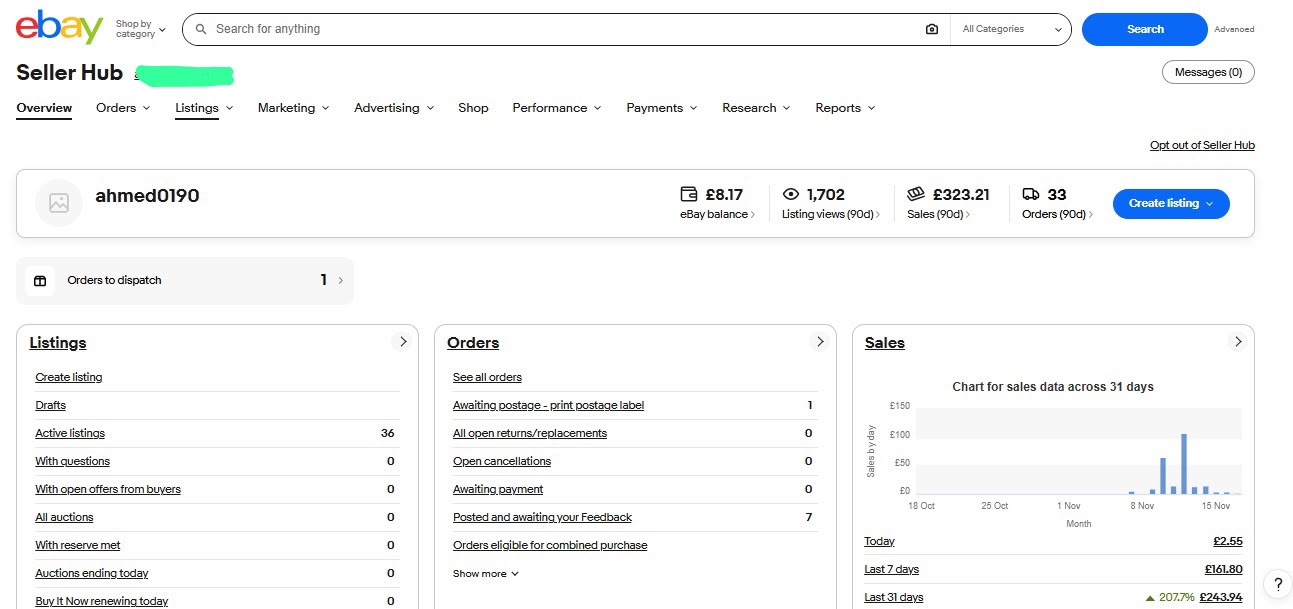 ebay
Shop by category
Search for anything
All Categories
Search
Advanced
Seller Hub
Messages (0)
Overview Orders Listings Marketing Advertising Shop Performance Payments Research Reports
Opt out of Seller Hub
ahmed0190
£8.17
eBay balance
1,702
Listing views (90d)
£323.21
Sales (90d)
33
Orders (90d)
Create listing
Orders to dispatch 1
Listings
Create listing
Drafts
Active listings 36
With questions 0
With open offers from buyers 0
All auctions 0
With reserve met 0
Auctions ending today 0
Buy It Now renewing today 0
Orders
See all orders
Awaiting postage - print postage label 1
All open returns/replacements 0
Open cancellations 0
Awaiting payment 0
Posted and awaiting your Feedback 7
Orders eligible for combined purchase
Show more
Sales
Chart for sales data across 31 days
£150
£100
£50
£0
Sales by day
18 Oct 25 Oct 1 Nov 8 Nov 15 Nov
Month
Today £2.55
Last 7 days £161.80
Last 31 days 207.7% £243.94
?